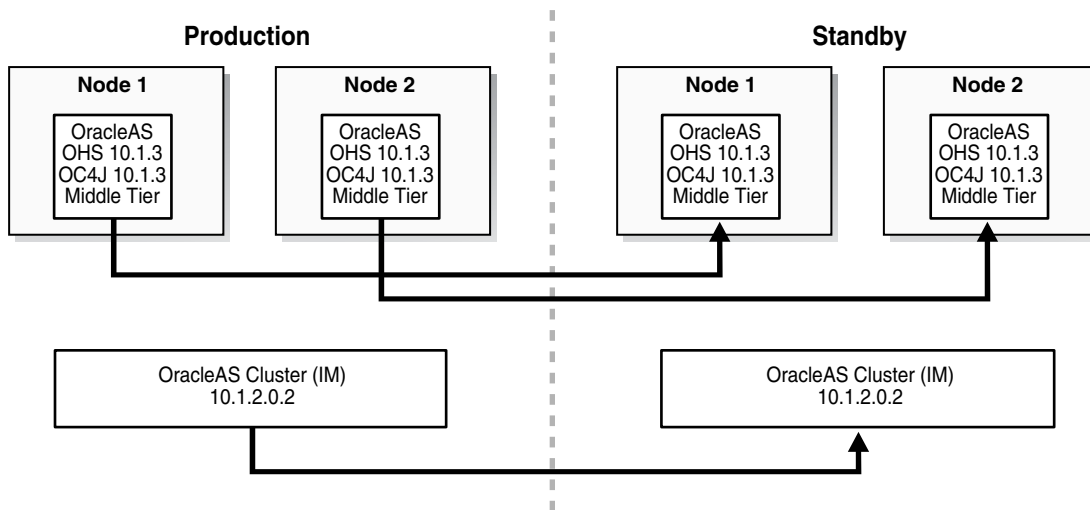 Production
Standby
Node 1
OracleAS
OHS 10.1.3
OC4J 10.1.3
Middle Tier
Node 2
OracleAS
OHS 10.1.3
OC4J 10.1.3
Middle Tier
Node 1
OracleAS
OHS 10.1.3
OC4J 10.1.3
Middle Tier
Node 2
OracleAS
OHS 10.1.3
OC4J 10.1.3
Middle Tier
OracleAS Cluster (IM)
10.1.2.0.2
OracleAS Cluster (IM)
10.1.2.0.2